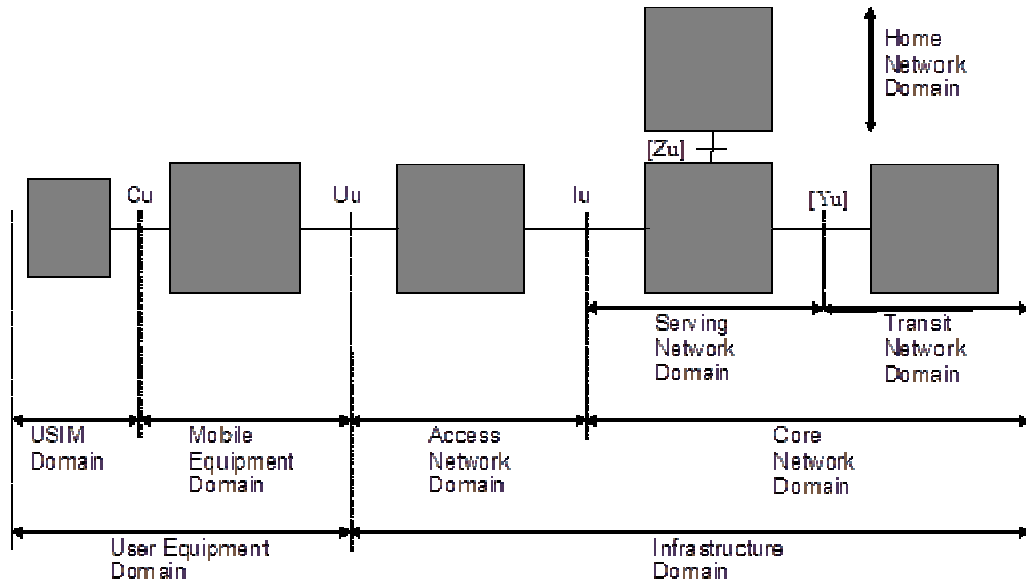 Home
Network
Domain
[Zu]
Cu
Uu
Iu
[Yu]
Serving
Network
Domain
Transit
Network
Domain
USIM
Domain
Mobile
Equipment
Domain
Access
Network
Domain
Core
Network
Domain
User Equipment
Domain
Infrastructure
Domain